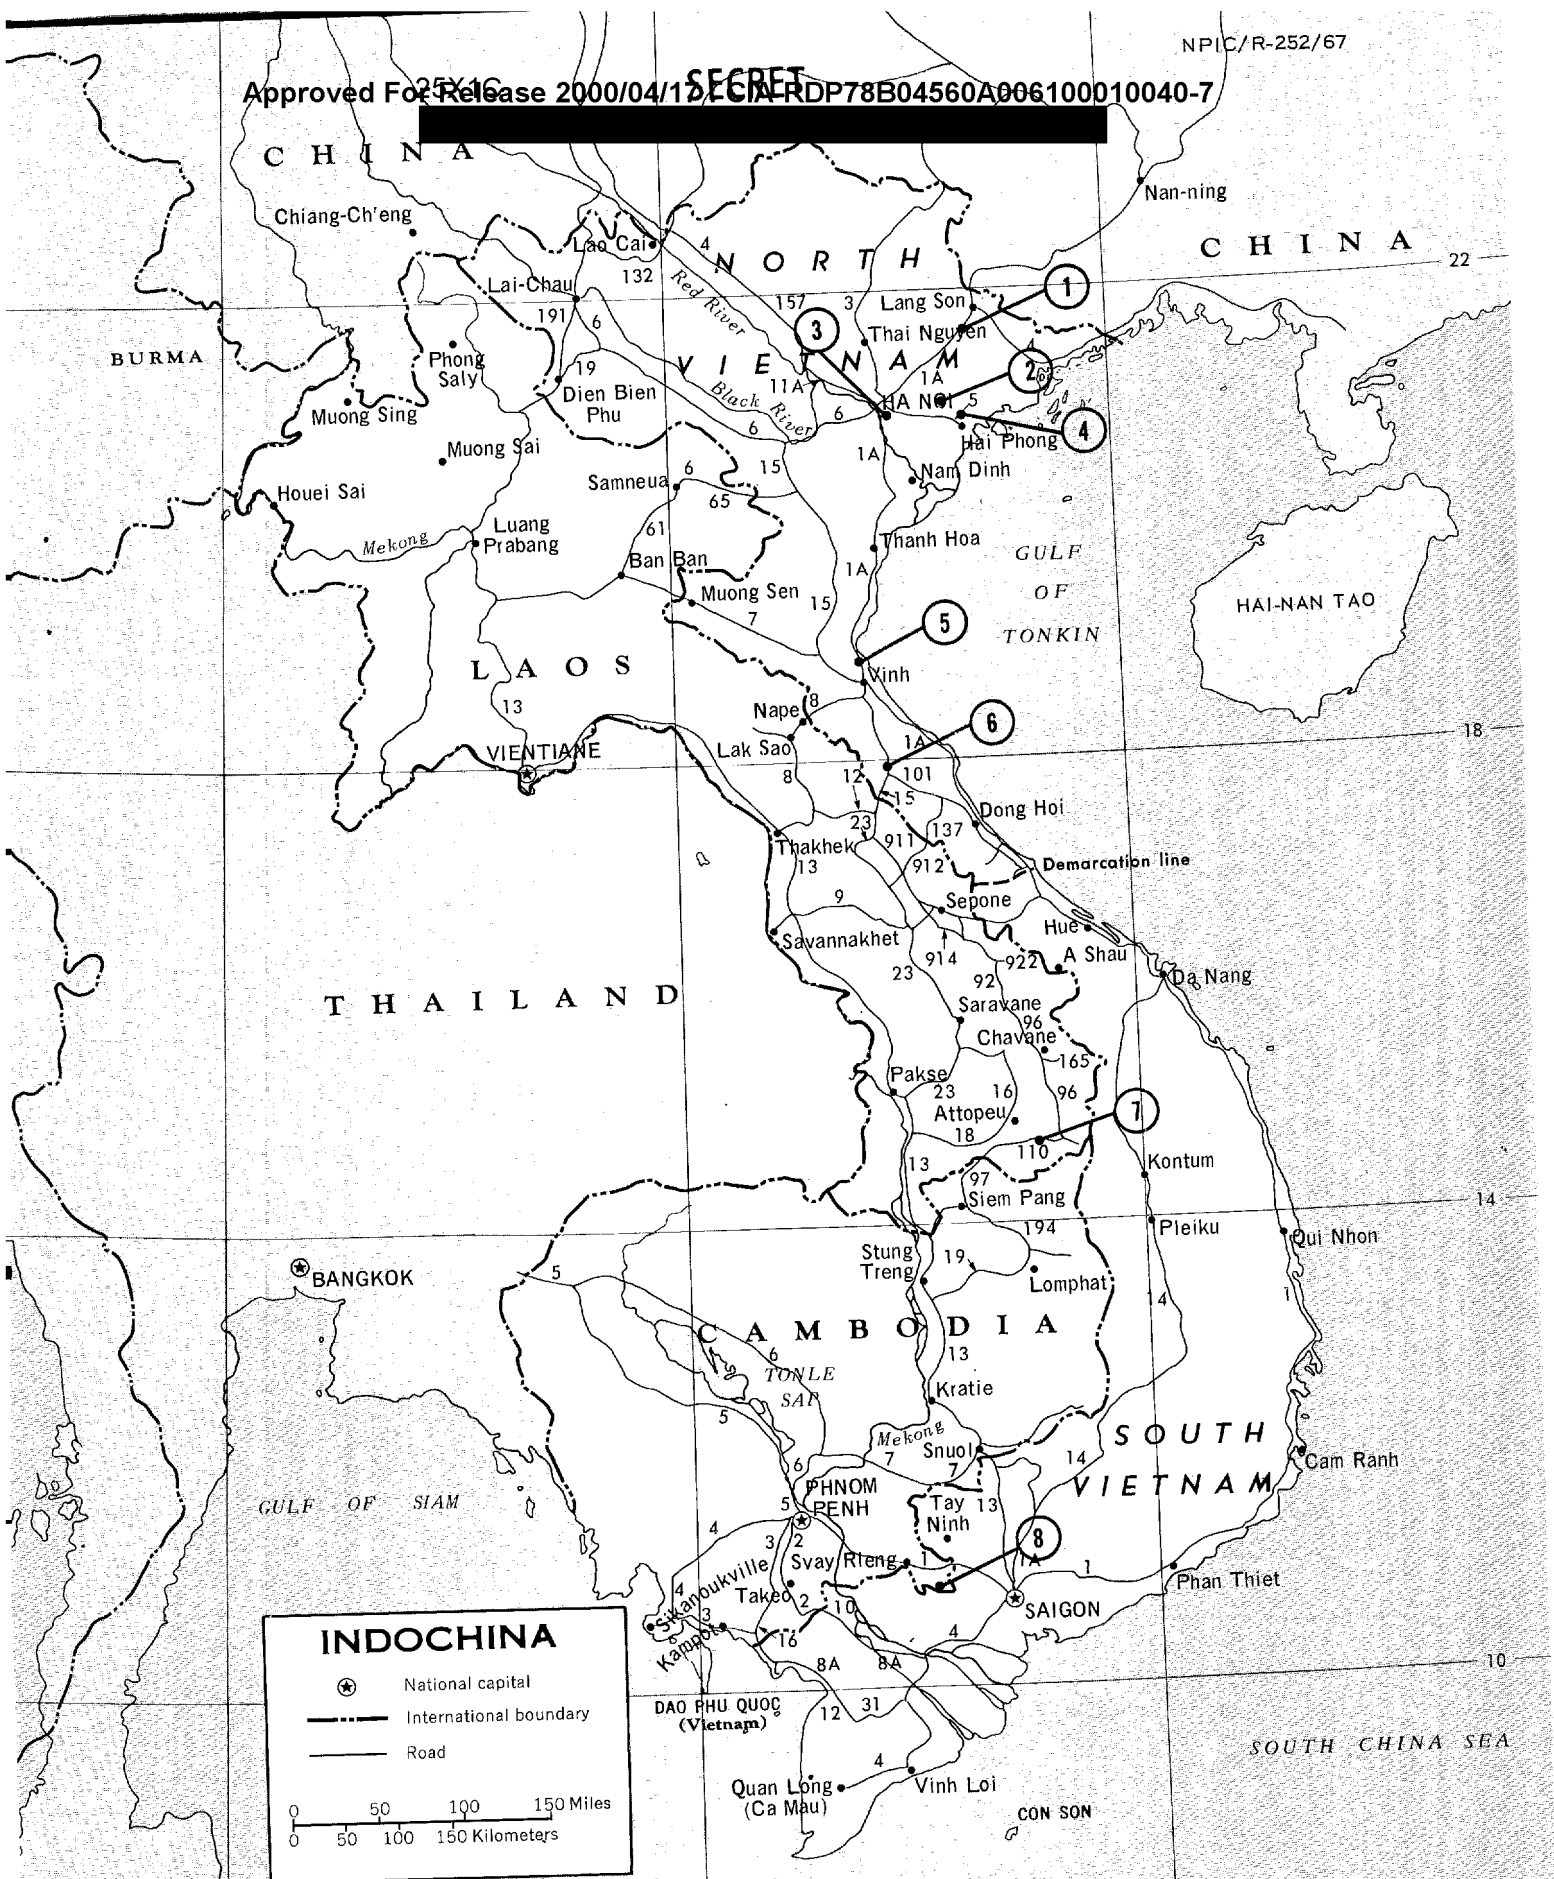 NPIC/R-252/67
SECRET
25X1C
Approved For Release 2000/04/17 : CIA-RDP78B04560A006100010040-7
CHINA
Nan-ning
Chiang-Ch'eng
CHINA
Lao Cai
4
NORTH
22
132
Red River
Lai-Chau
157
3
Lang Son
1
191
6
3
Thai Nguyen
4
BURMA
Phong
Saly
VIETNAM
19
11A
1A
2
Dien Bien
Phu
Black River
6
HA NOI
5
Muong Sing
6
Hai Phong
4
Muong Sai
1A
15
Nam Dinh
Samneua
6
65
Houei Sai
Luang
Prabang
61
Mekong
Thanh Hoa
GULF
OF
TONKIN
Ban Ban
1A
Muong Sen
15
HAI-NAN TAO
7
5
LAOS
Vinh
13
8
Nape
6
18
VIENTIANE
Lak Sao
1A
8
12
101
15
Dong Hoi
23
137
Thakhek
911
13
912
Demarcation line
9
Sepone
Hue
Savannakhet
914
922
A Shau
23
92
Da Nang
THAILAND
Saravane
96
Chavane
165
Pakse
23
16
96
7
Attopeu
18
110
13
97
Kontum
Siem Pang
14
194
Pleiku
Qui Nhon
Stung
Treng
19
BANGKOK
5
Lomphat
14
1
CAMBODIA
6
13
TONLE
SAP
Kratie
5
Mekong
SOUTH
VIETNAM
Snuol
6
7
7
14
Cam Ranh
GULF OF SIAM
PHNOM
PENH
5
Tay
Ninh
13
4
3
2
8
Svay Rieng
1
1A
1
Phan Thiet
Sikanoukville
4
Takeo
2
10
SAIGON
3
Kampot
16
4
8A
8A
10
DAO PHU QUOC
(Vietnam)
12
31
SOUTH CHINA SEA
4
Quan Long
(Ca Mau)
Vinh Loi
CON SON
INDOCHINA
National capital
International boundary
Road
0 50 100 150 Miles
0 50 100 150 Kilometers